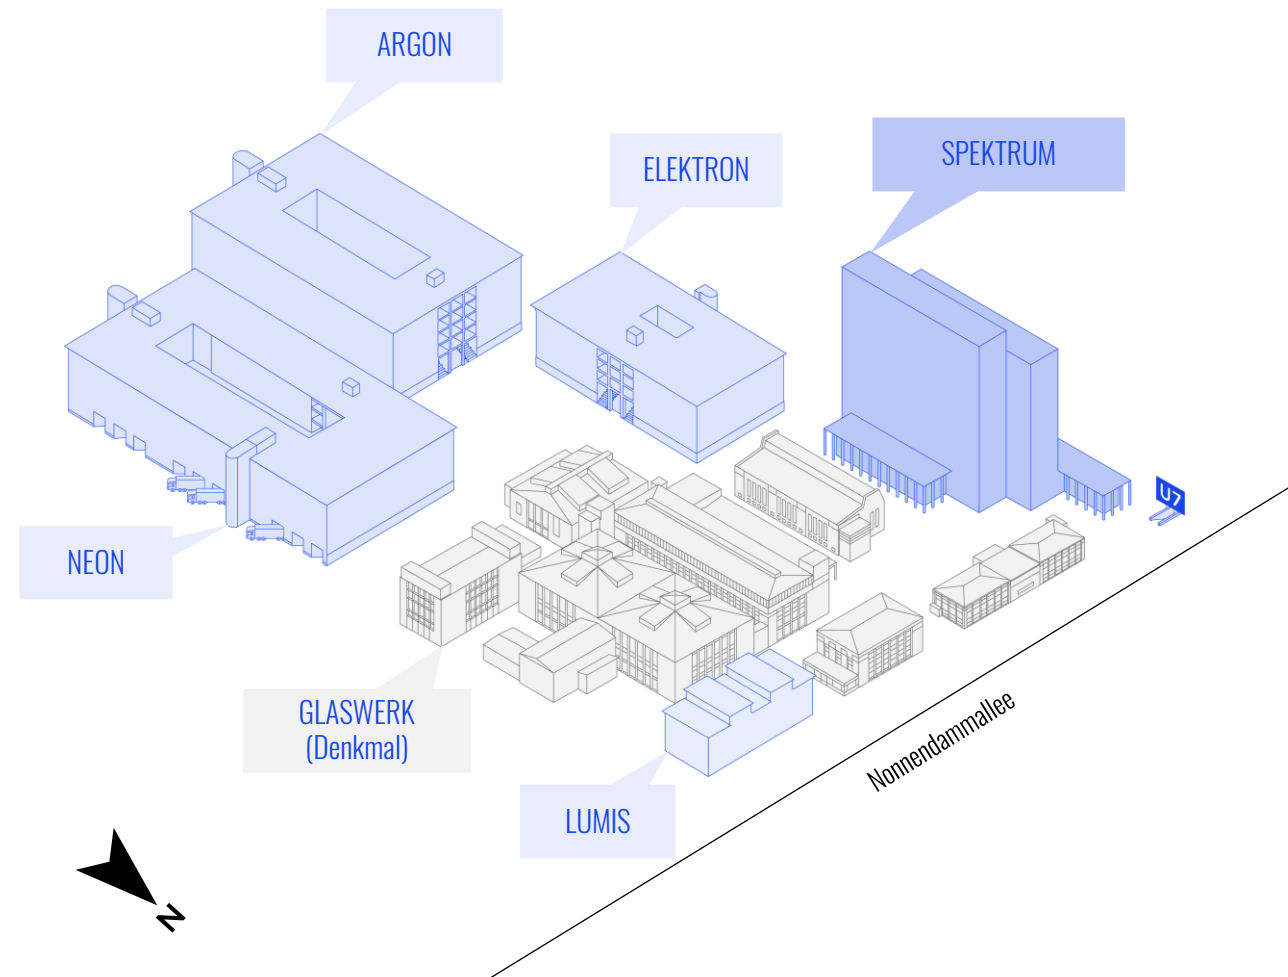 ARGON
ELEKTRON
SPEKTRUM
U7
NEON
GLASWERK
(Denkmal)
Nonnendammallee
LUMIS
N